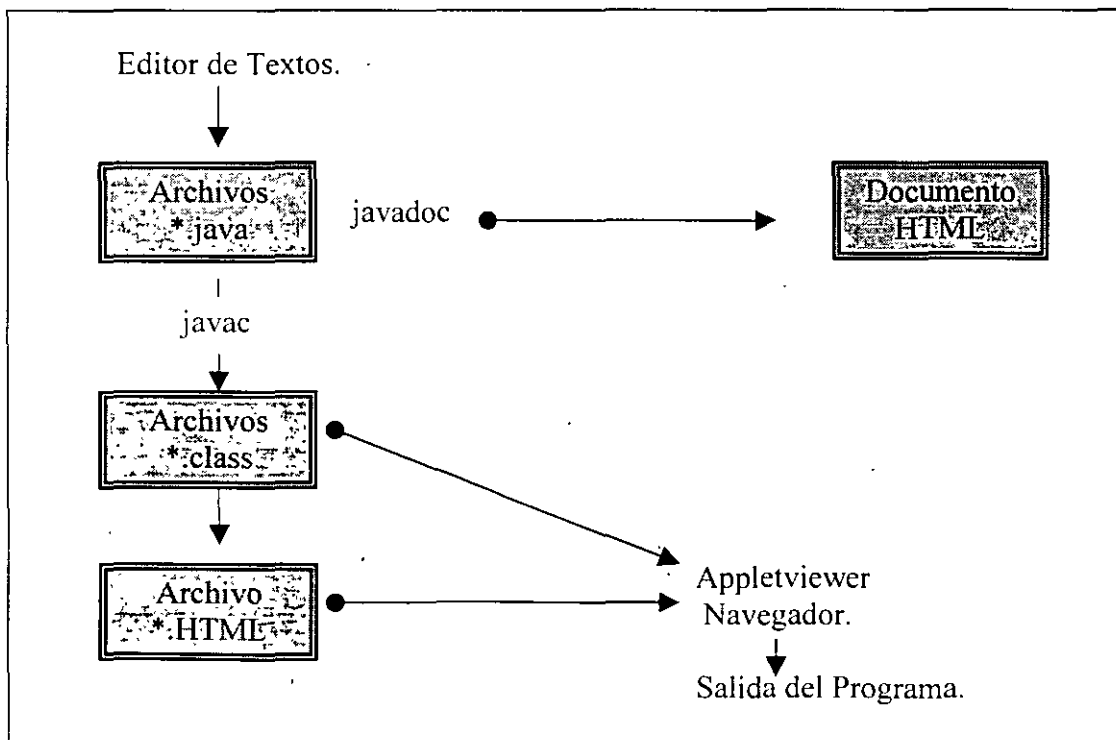 Editor de Textos.
Archivos
*.java
javadoc
Documento
HTML
javac
Archivos
*.class
Archivo
*.HTML
Appletviewer
Navegador.
Salida del Programa.